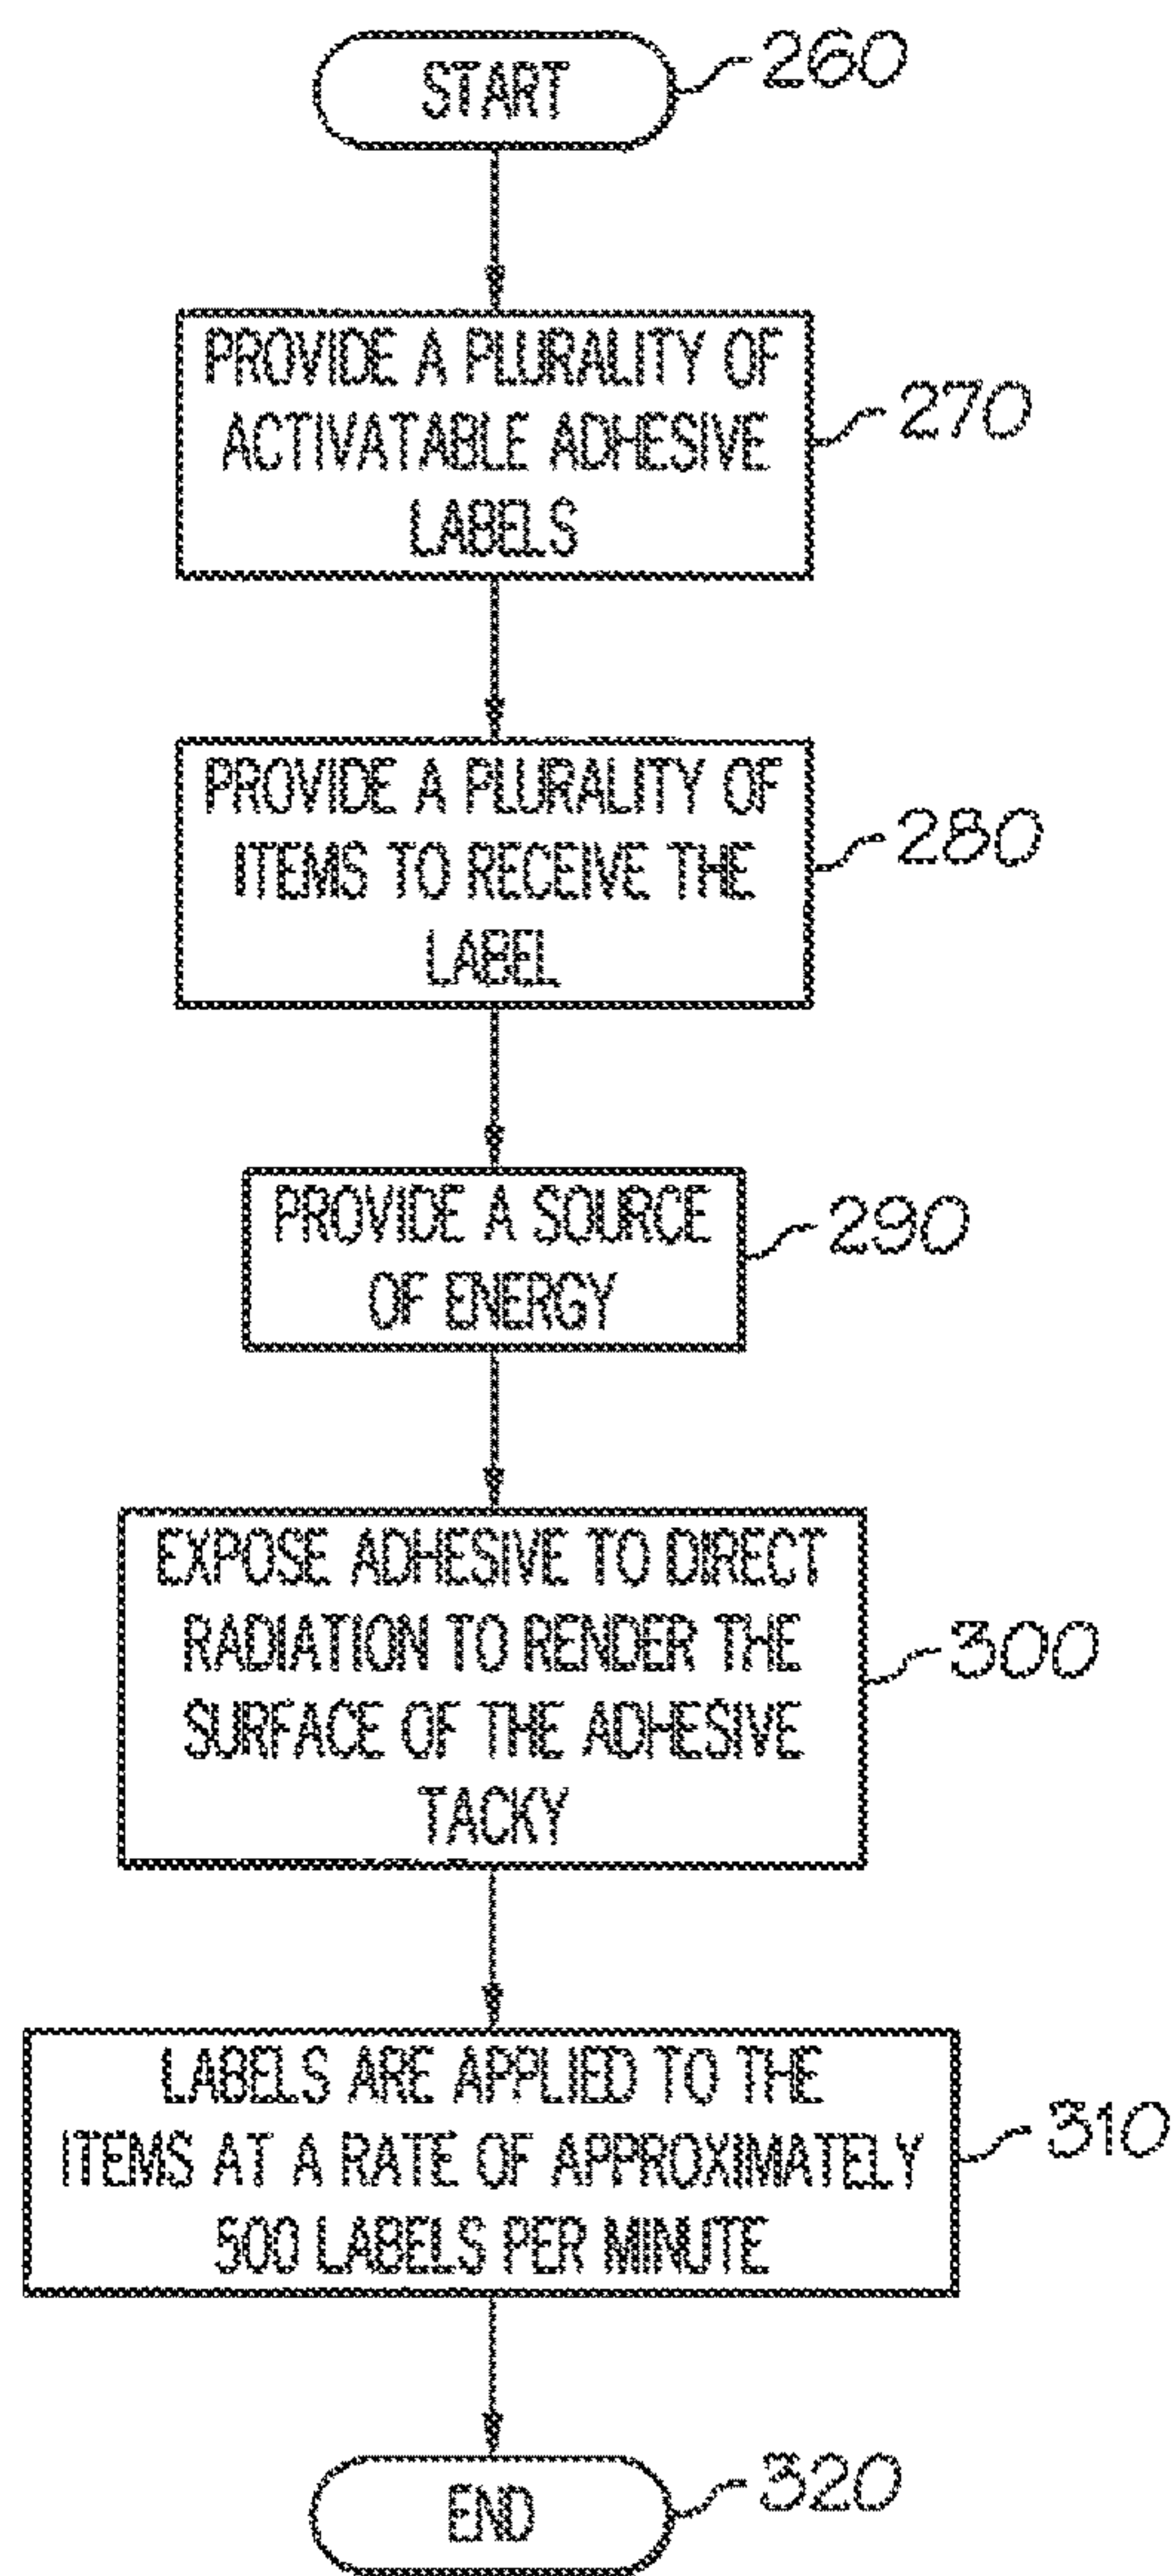 START
260
PROVIDE A PLURALITY OF
ACTIVATABLE ADHESIVE
LABELS
270
PROVIDE A PLURALITY OF
ITEMS TO RECEIVE THE
LABEL
280
PROVIDE A SOURCE
OF ENERGY
290
EXPOSE ADHESIVE TO DIRECT
RADIATION TO RENDER THE
SURFACE OF THE ADHESIVE
TACKY
300
LABELS ARE APPLIED TO THE
ITEMS AT A RATE OF APPROXIMATELY
500 LABELS PER MINUTE
310
END
320